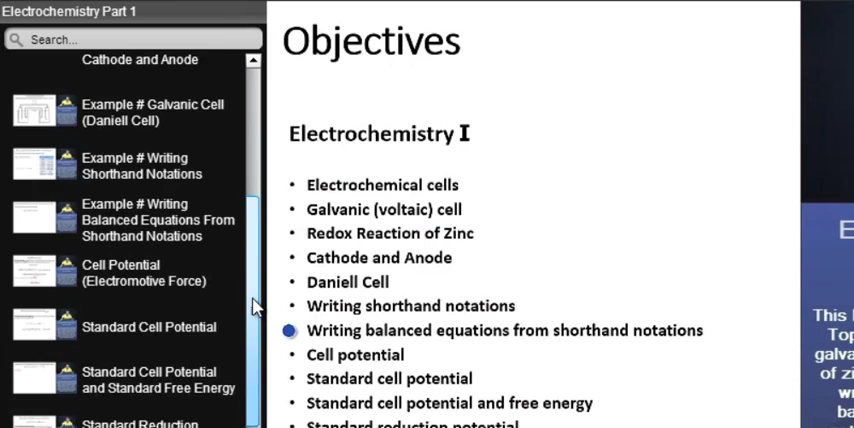 Electrochemistry Part 1
Search...
Cathode and Anode
Example # Galvanic Cell
(Daniell Cell)
Example # Writing
Shorthand Notations
Example # Writing
Balanced Equations From
Shorthand Notations
Cell Potential
(Electromotive Force)
Standard Cell Potential
Standard Cell Potential
and Standard Free Energy
Standard Reduction
Objectives
Electrochemistry I
• Electrochemical cells
• Galvanic (voltaic) cell
• Redox Reaction of Zinc
• Cathode and Anode
• Daniell Cell
• Writing shorthand notations
Writing balanced equations from shorthand notations
• Cell potential
• Standard cell potential
• Standard cell potential and free energy
Standard reduction potential
E
This
Top
galva
of zi
w
ba